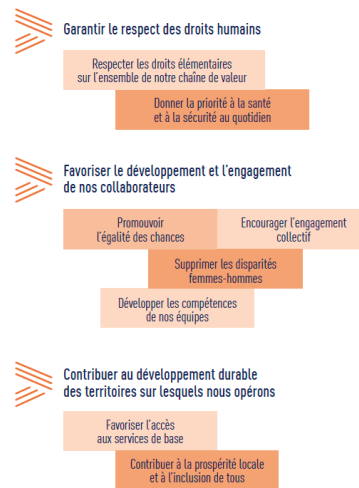 Garantir le respect des droits humains
Respecter les droits élémentaires
sur l'ensemble de notre chaîne de valeur
Donner la priorité à la santé
et à la sécurité au quotidien
Favoriser le développement et l'engagement
de nos collaborateurs
Promouvoir
l'égalité des chances
Encourager l'engagement
collectif
Supprimer les disparités
femmes-hommes
Développer les compétences
de nos équipes
Contribuer au développement durable
des territoires sur lesquels nous opérons
Favoriser l'accès
aux services de base
Contribuer à la prospérité locale
et à l'inclusion de tous